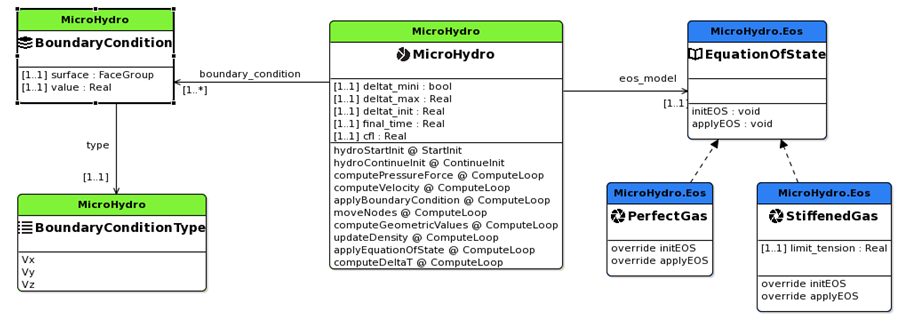 MicroHydro
BoundaryCondition
[1..1] surface : FaceGroup
[1..1] value : Real
boundary_condition
[1..*]
type
[1..1]
MicroHydro
BoundaryConditionType
Vx
Vy
Vz
MicroHydro
MicroHydro
[1..1] deltat_mini : bool
[1..1] deltat_max : Real
[1..1] deltat_init : Real
[1..1] final_time : Real
[1..1] cfl : Real
hydroStartInit @ StartInit
hydroContinueInit @ ContinueInit
computePressureForce @ ComputeLoop
computeVelocity @ ComputeLoop
applyBoundaryCondition @ ComputeLoop
moveNodes @ ComputeLoop
computeGeometricValues @ ComputeLoop
updateDensity @ ComputeLoop
applyEquationOfState @ ComputeLoop
computeDeltaT @ ComputeLoop
eos_model
[1..1]
MicroHydro.Eos
EquationOfState
initEOS : void
applyEOS : void
MicroHydro.Eos
PerfectGas
override initEOS
override applyEOS
MicroHydro.Eos
StiffenedGas
[1..1] limit_tension : Real
override initEOS
override applyEOS